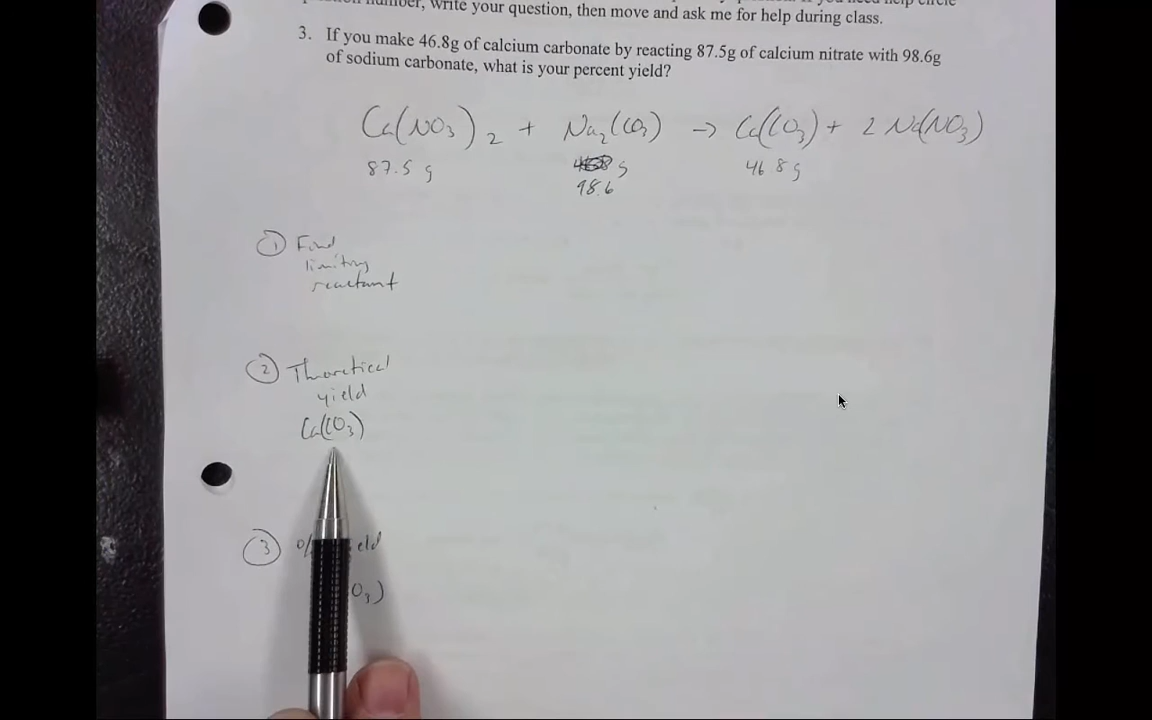 number, write your question, then move and ask me for help during class.
3. If you make 46.8g of calcium carbonate by reacting 87.5g of calcium nitrate with 98.6g
of sodium carbonate, what is your percent yield?
Ca(NO3)2 + Na2(CO3) -> Ca(CO3) + 2 Na(NO3)
87.5 g g 46.8 g
98.6
1 Find
limiting
reactant
2 Theoretical
yield
Ca(CO3)
3
O3)